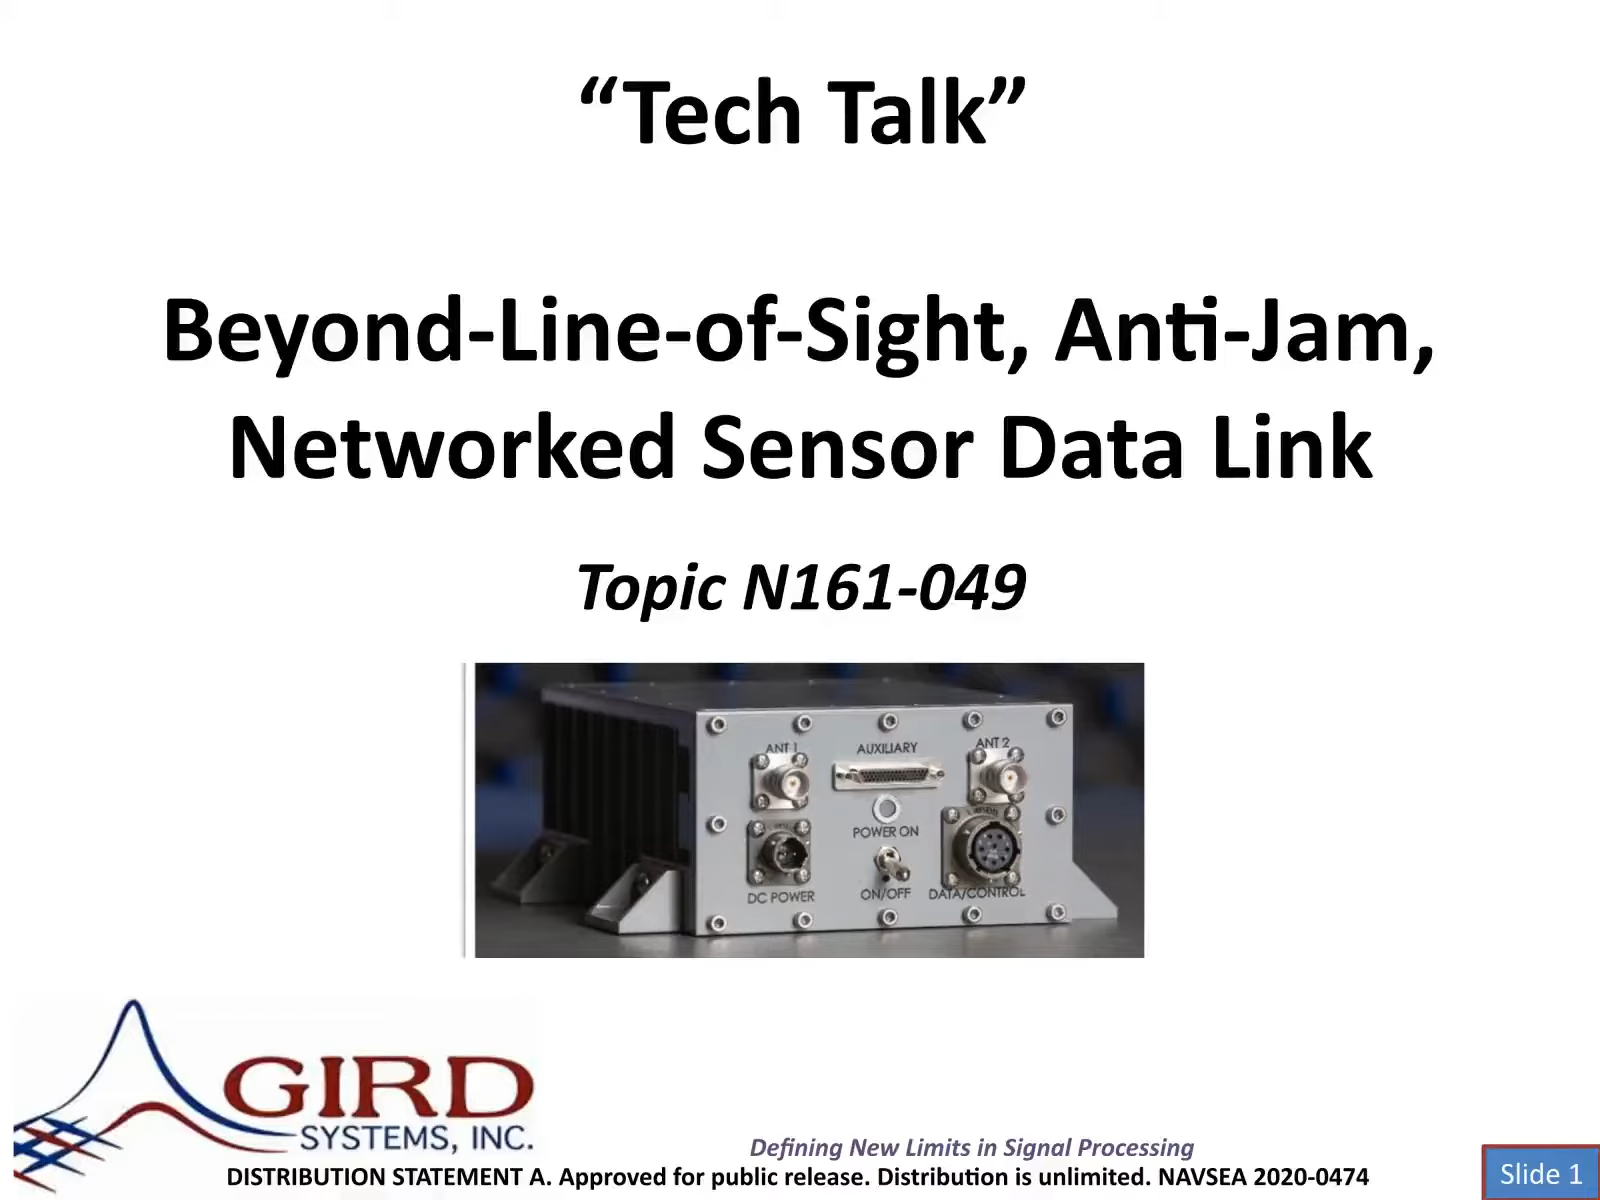 “Tech Talk”
Beyond-Line-of-Sight, Anti-Jam,
Networked Sensor Data Link
Topic N161-049
ANT 1
AUXILIARY
ANT 2
POWER ON
DC POWER
ON/OFF
DATA/CONTROL
GIRD
SYSTEMS, INC.
Defining New Limits in Signal Processing
DISTRIBUTION STATEMENT A. Approved for public release. Distribution is unlimited. NAVSEA 2020-0474
Slide 1